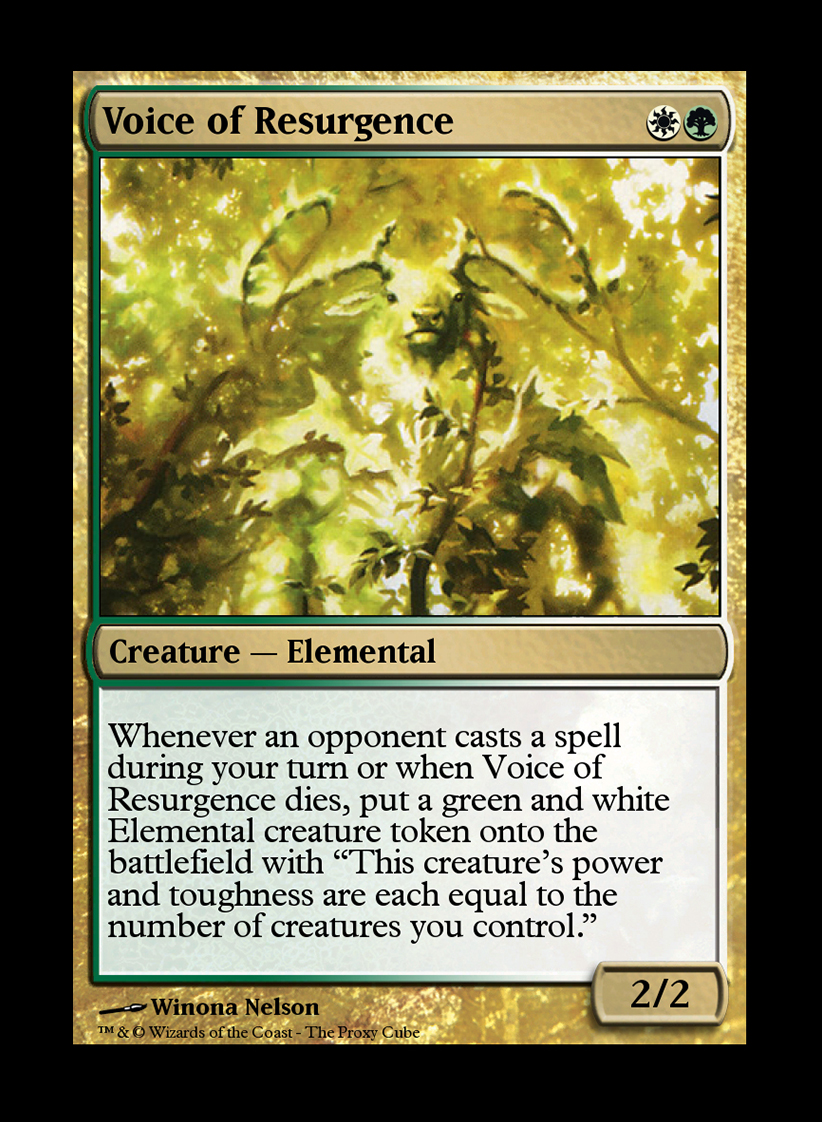 Voice of Resurgence
Creature — Elemental
Whenever an opponent casts a spell
during your turn or when Voice of
Resurgence dies, put a green and white
Elemental creature token onto the
battlefield with “This creature’s power
and toughness are each equal to the
number of creatures you control.”
2/2
Winona Nelson
™ & © Wizards of the Coast - The Proxy Cube